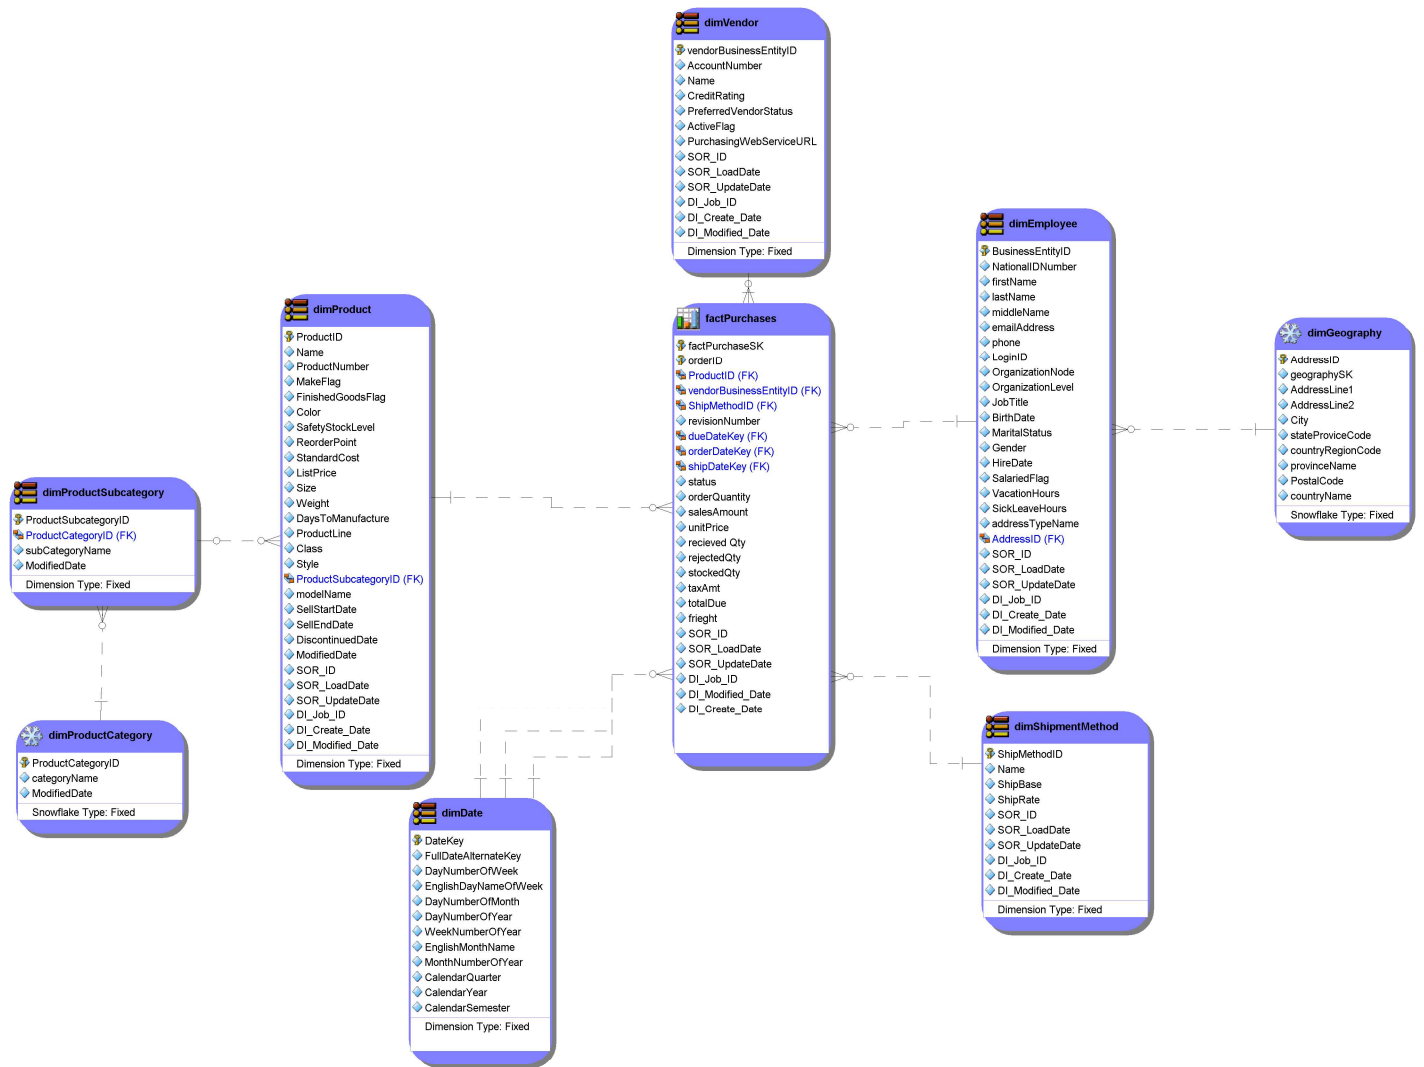 dimVendor
vendorBusinessEntityID
AccountNumber
Name
CreditRating
PreferredVendorStatus
ActiveFlag
PurchasingWebServiceURL
SOR_ID
SOR_LoadDate
SOR_UpdateDate
DI_Job_ID
DI_Create_Date
DI_Modified_Date
Dimension Type: Fixed
dimEmployee
BusinessEntityID
NationalIDNumber
firstName
lastName
middleName
emailAddress
phone
LoginID
OrganizationNode
OrganizationLevel
JobTitle
BirthDate
MaritalStatus
Gender
HireDate
SalariedFlag
VacationHours
SickLeaveHours
addressTypeName
AddressID (FK)
SOR_ID
SOR_LoadDate
SOR_UpdateDate
DI_Job_ID
DI_Create_Date
DI_Modified_Date
Dimension Type: Fixed
dimGeography
AddressID
geographySK
AddressLine1
AddressLine2
City
stateProviceCode
countryRegionCode
provinceName
PostalCode
countryName
Snowflake Type: Fixed
dimProduct
ProductID
Name
ProductNumber
MakeFlag
FinishedGoodsFlag
Color
SafetyStockLevel
ReorderPoint
StandardCost
ListPrice
Size
Weight
DaysToManufacture
ProductLine
Class
Style
ProductSubcategoryID (FK)
modelName
SellStartDate
SellEndDate
DiscontinuedDate
ModifiedDate
SOR_ID
SOR_LoadDate
SOR_UpdateDate
DI_Job_ID
DI_Create_Date
DI_Modified_Date
Dimension Type: Fixed
factPurchases
factPurchaseSK
orderID
ProductID (FK)
vendorBusinessEntityID (FK)
ShipMethodID (FK)
revisionNumber
dueDateKey (FK)
orderDateKey (FK)
shipDateKey (FK)
status
orderQuantity
salesAmount
unitPrice
recieved Qty
rejectedQty
stockedQty
taxAmt
totalDue
frieght
SOR_ID
SOR_LoadDate
SOR_UpdateDate
DI_Job_ID
DI_Modified_Date
DI_Create_Date
dimProductSubcategory
ProductSubcategoryID
ProductCategoryID (FK)
subCategoryName
ModifiedDate
Dimension Type: Fixed
dimProductCategory
ProductCategoryID
categoryName
ModifiedDate
Snowflake Type: Fixed
dimShipmentMethod
ShipMethodID
Name
ShipBase
ShipRate
SOR_ID
SOR_LoadDate
SOR_UpdateDate
DI_Job_ID
DI_Create_Date
DI_Modified_Date
Dimension Type: Fixed
dimDate
DateKey
FullDateAlternateKey
DayNumberOfWeek
EnglishDayNameOfWeek
DayNumberOfMonth
DayNumberOfYear
WeekNumberOfYear
EnglishMonthName
MonthNumberOfYear
CalendarQuarter
CalendarYear
CalendarSemester
Dimension Type: Fixed